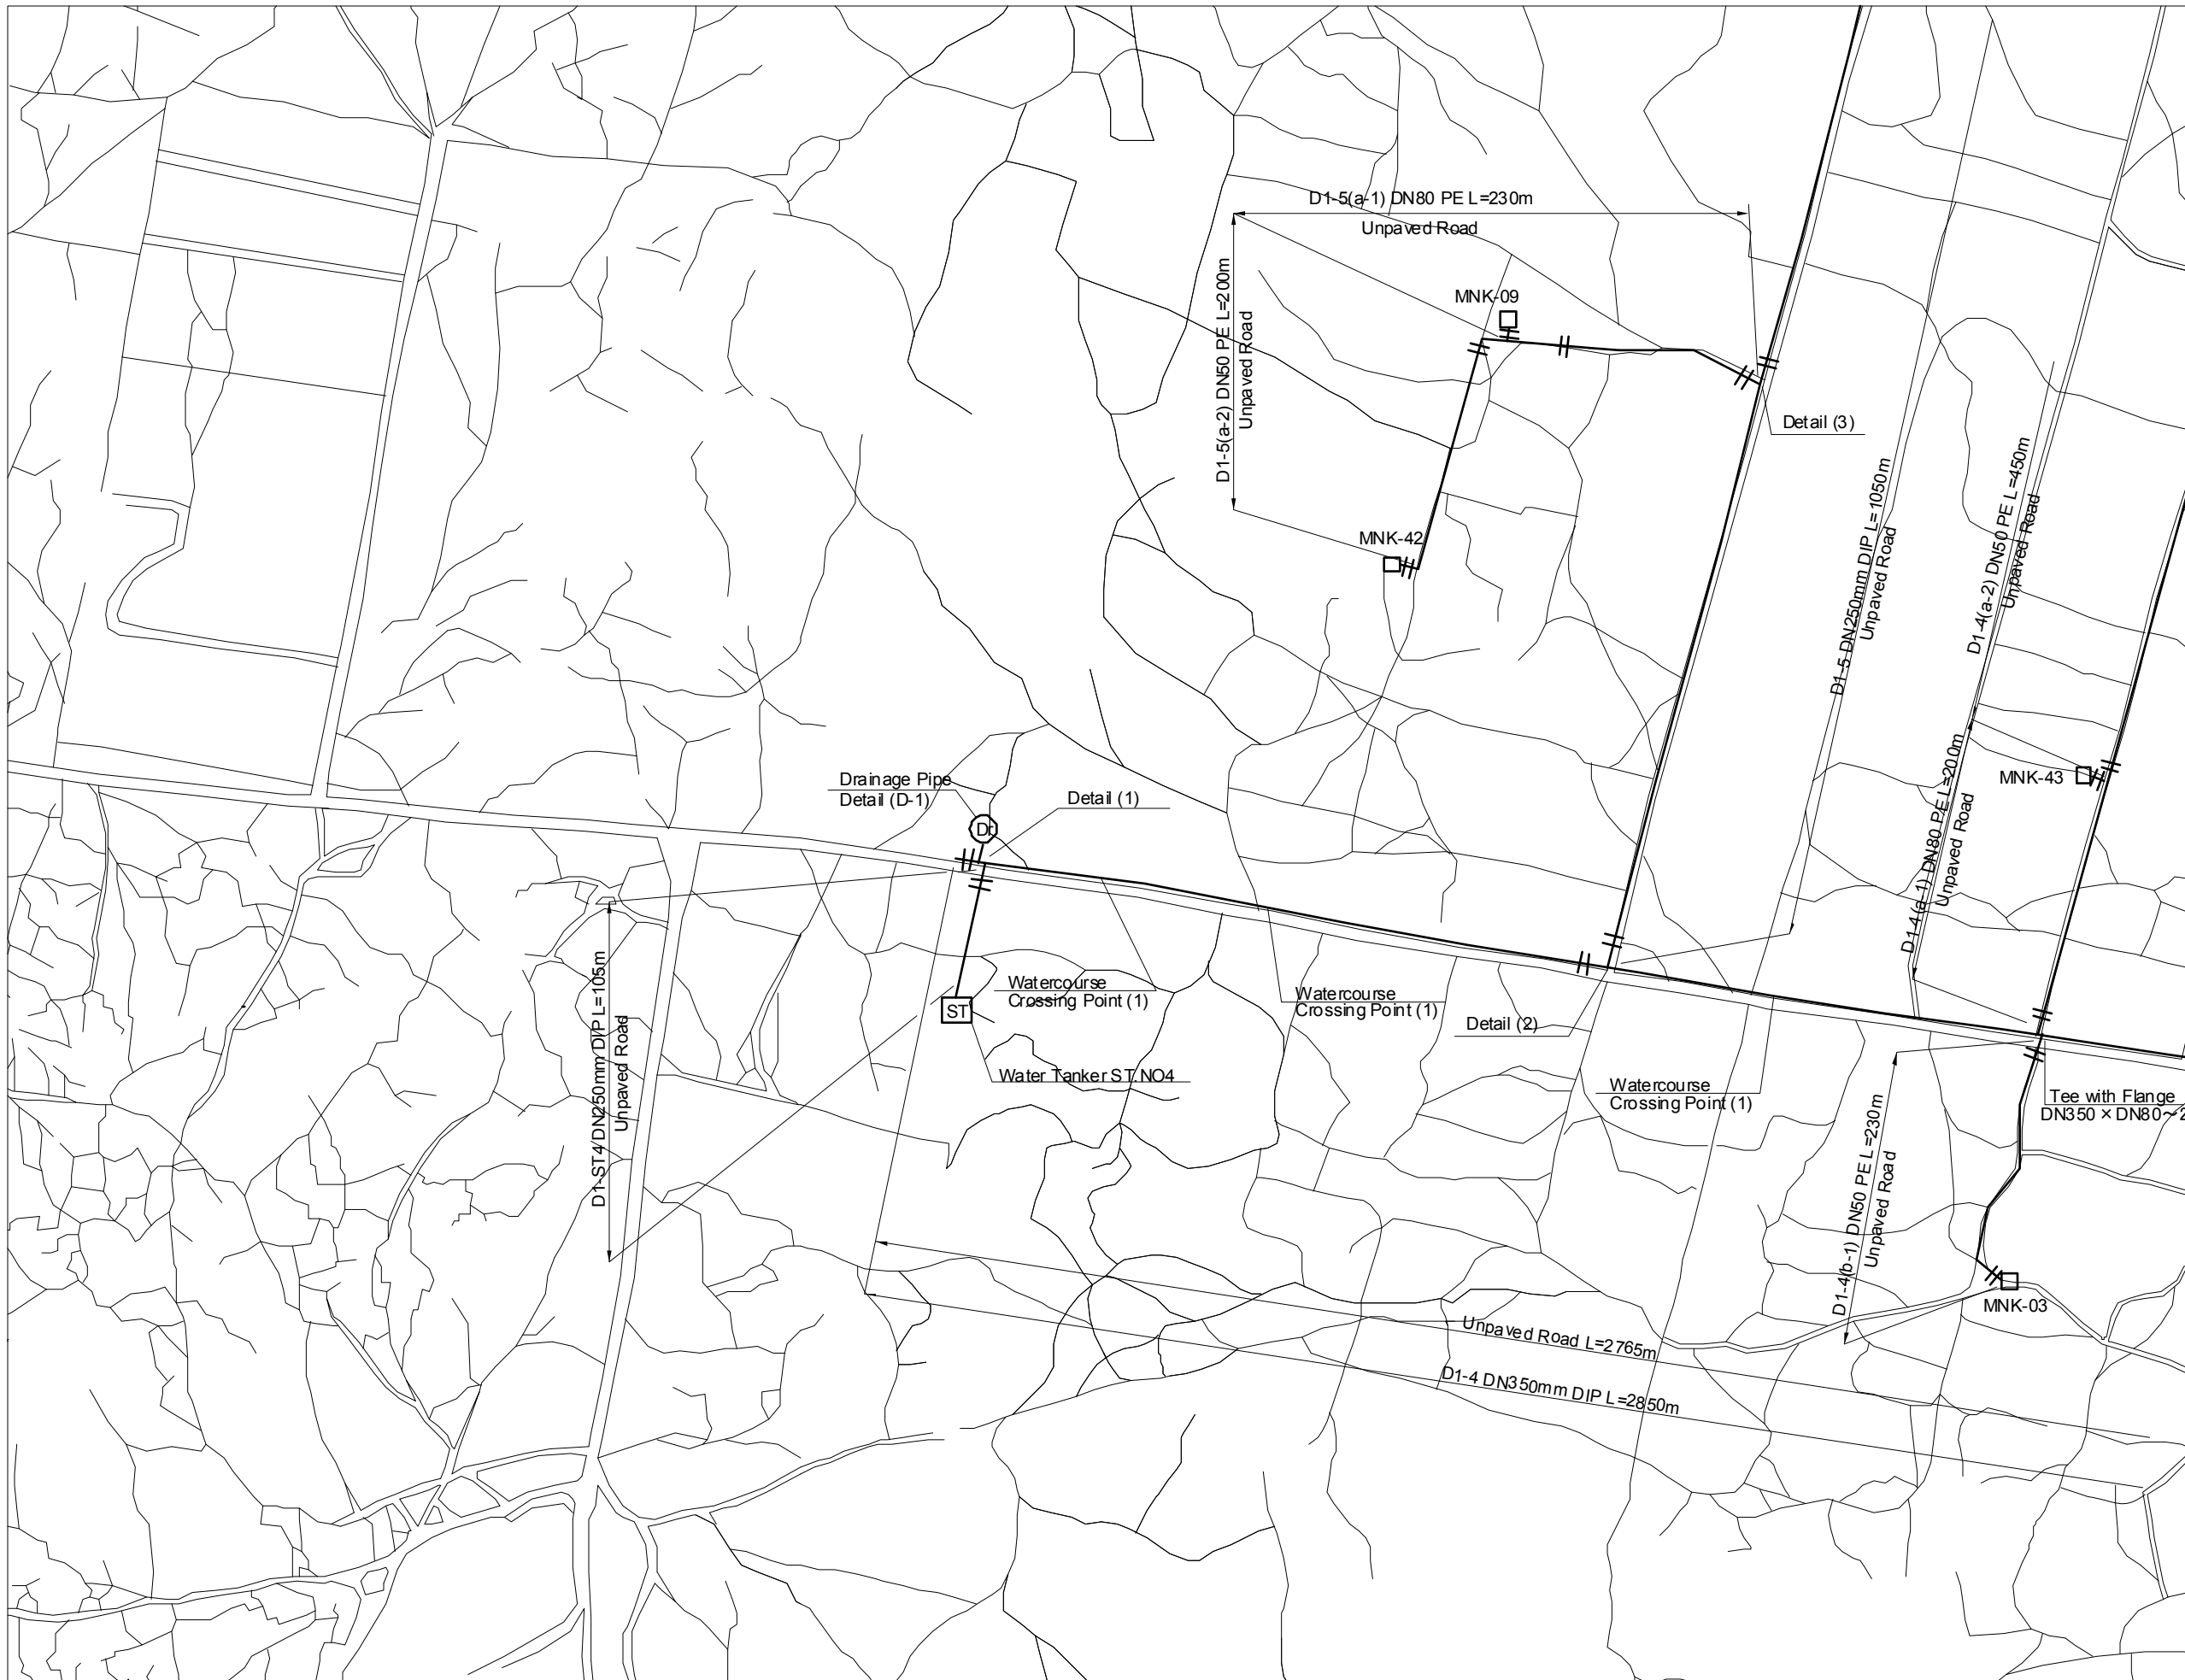 D1-5(a-1) DN80 PE L=230m
Unpaved Road
D1-5(a-2) DN50 PE L=200m
Unpaved Road
MNK-09
MNK-42
Detail (3)
D1-5 DN250mm DIP L=1050m
Unpaved Road
D1-4(a-2) DN50 PE L=450m
Unpaved Road
D1-4(a-1) DN80 PE L=200m
Unpaved Road
MNK-43
Drainage Pipe
Detail (D-1)
Detail (1)
Dr
ST
Watercourse
Crossing Point (1)
Watercourse
Crossing Point (1)
Detail (2)
Water Tanker ST.NO4
D1-ST4 DN250mm DIP L=105m
Unpaved Road
Watercourse
Crossing Point (1)
Tee with Flange
DN350×DN80~2
D1-4(b-1) DN50 PE L=230m
Unpaved Road
MNK-03
Unpaved Road L=2765m
D1-4 DN350mm DIP L=2850m